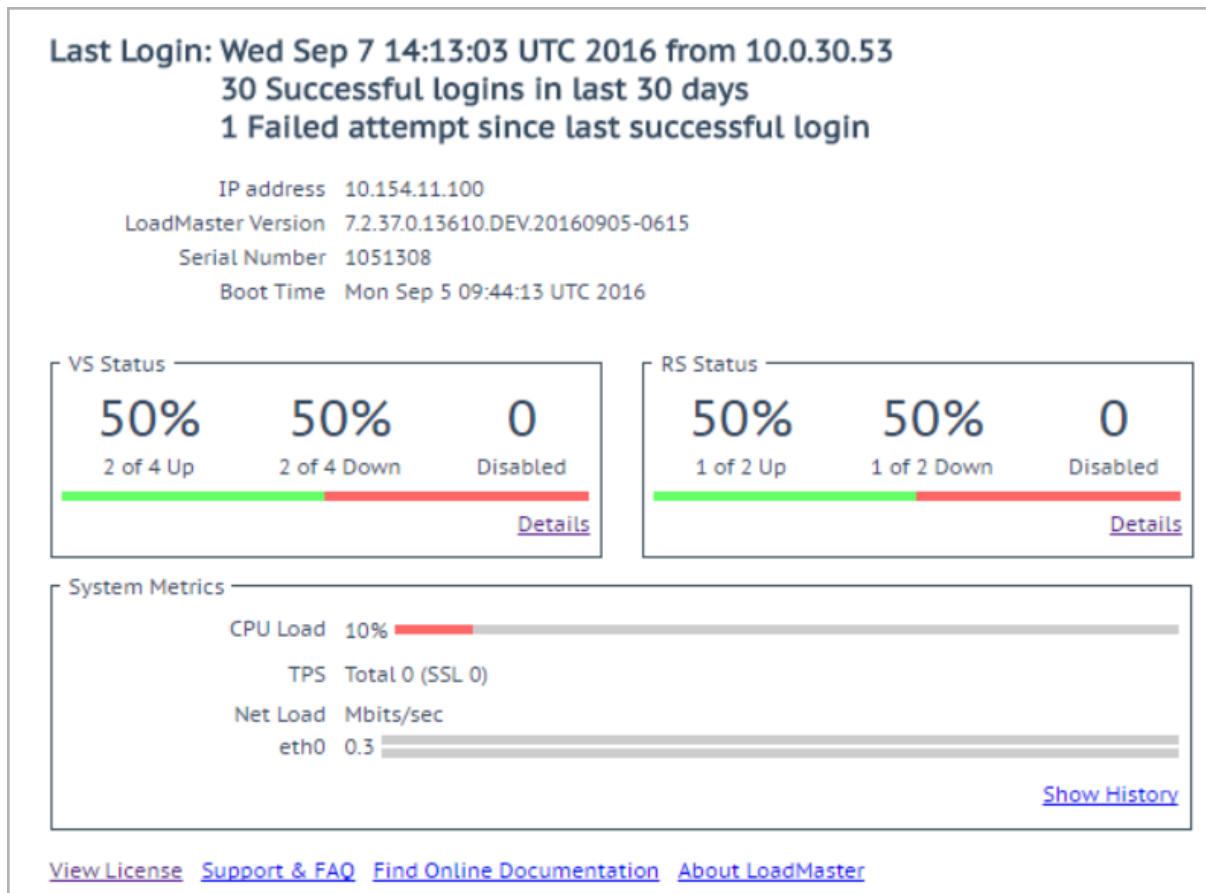 Last Login: Wed Sep 7 14:13:03 UTC 2016 from 10.0.30.53
30 Successful logins in last 30 days
1 Failed attempt since last successful login
IP address 10.154.11.100
LoadMaster Version 7.2.37.0.13610.DEV.20160905-0615
Serial Number 1051308
Boot Time Mon Sep 5 09:44:13 UTC 2016
VS Status
50% 50% 0
2 of 4 Up 2 of 4 Down Disabled
Details
RS Status
50% 50% 0
1 of 2 Up 1 of 2 Down Disabled
Details
System Metrics
CPU Load 10%
TPS Total 0 (SSL 0)
Net Load Mbits/sec
eth0 0.3
Show History
View License Support & FAQ Find Online Documentation About LoadMaster